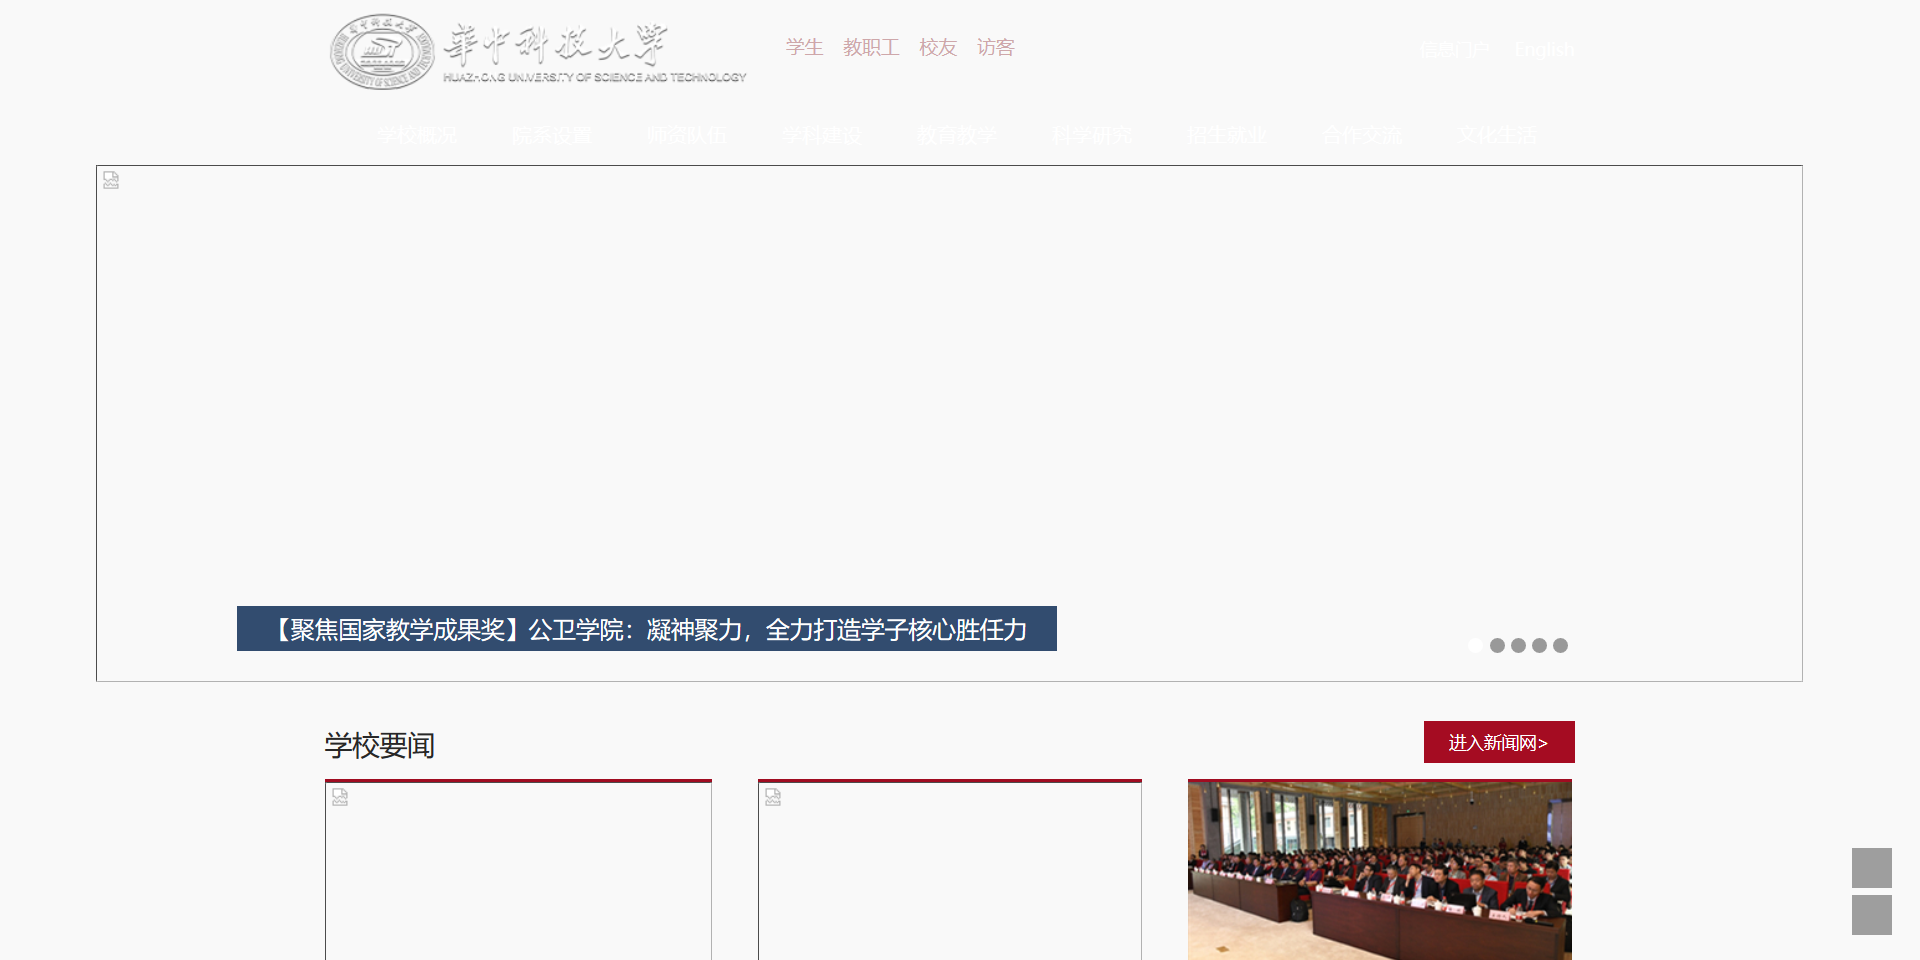 華中科技大学
HUAZHONG UNIVERSITY OF SCIENCE AND TECHNOLOGY
学生 教职工 校友 访客
信息门户 English
学校概况 院系设置 师资队伍 学科建设 教育教学 科学研究 招生就业 合作交流 文化生活
【聚焦国家教学成果奖】公卫学院：凝神聚力，全力打造学子核心胜任力
学校要闻
进入新闻网>